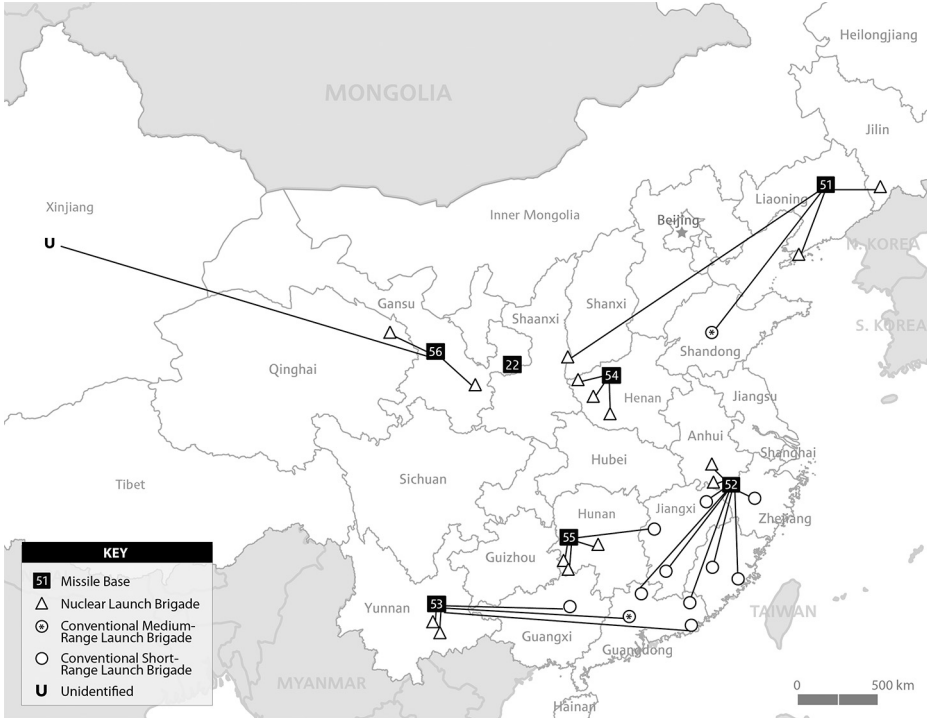 Heilongjiang
MONGOLIA
Jilin
51
Liaoning
Xinjiang
Inner Mongolia
Beijing
U
N. KOREA
Gansu
Shanxi
Shaanxi
S. KOREA
56
22
Shandong
Qinghai
54
Henan
Jiangsu
Anhui
Shanghai
Hubei
Sichuan
Tibet
52
Jiangxi
Hunan
Zhejiang
55
Guizhou
53
Yunnan
TAIWAN
Guangxi
Guangdong
MYANMAR
Hainan
KEY
51 Missile Base
Nuclear Launch Brigade
Conventional Medium-
Range Launch Brigade
Conventional Short-
Range Launch Brigade
U Unidentified
0 500 km